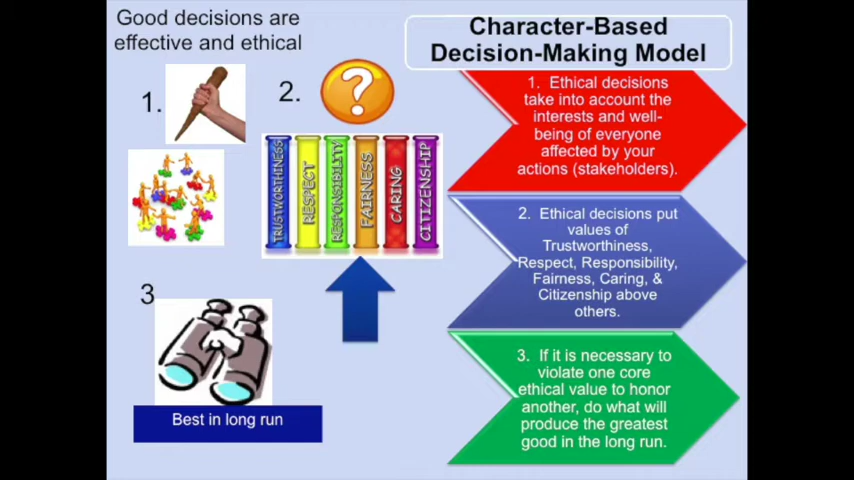 Good decisions are
effective and ethical
Character-Based
Decision-Making Model
1.
2.
?
TRUSTWORTHINESS
RESPECT
RESPONSIBILITY
FAIRNESS
CARING
CITIZENSHIP
3
Best in long run
1. Ethical decisions
take into account the
interests and well-
being of everyone
affected by your
actions (stakeholders).
2. Ethical decisions put
values of
Trustworthiness,
Respect, Responsibility,
Fairness, Caring, &
Citizenship above
others.
3. If it is necessary to
violate one core
ethical value to honor
another, do what will
produce the greatest
good in the long run.